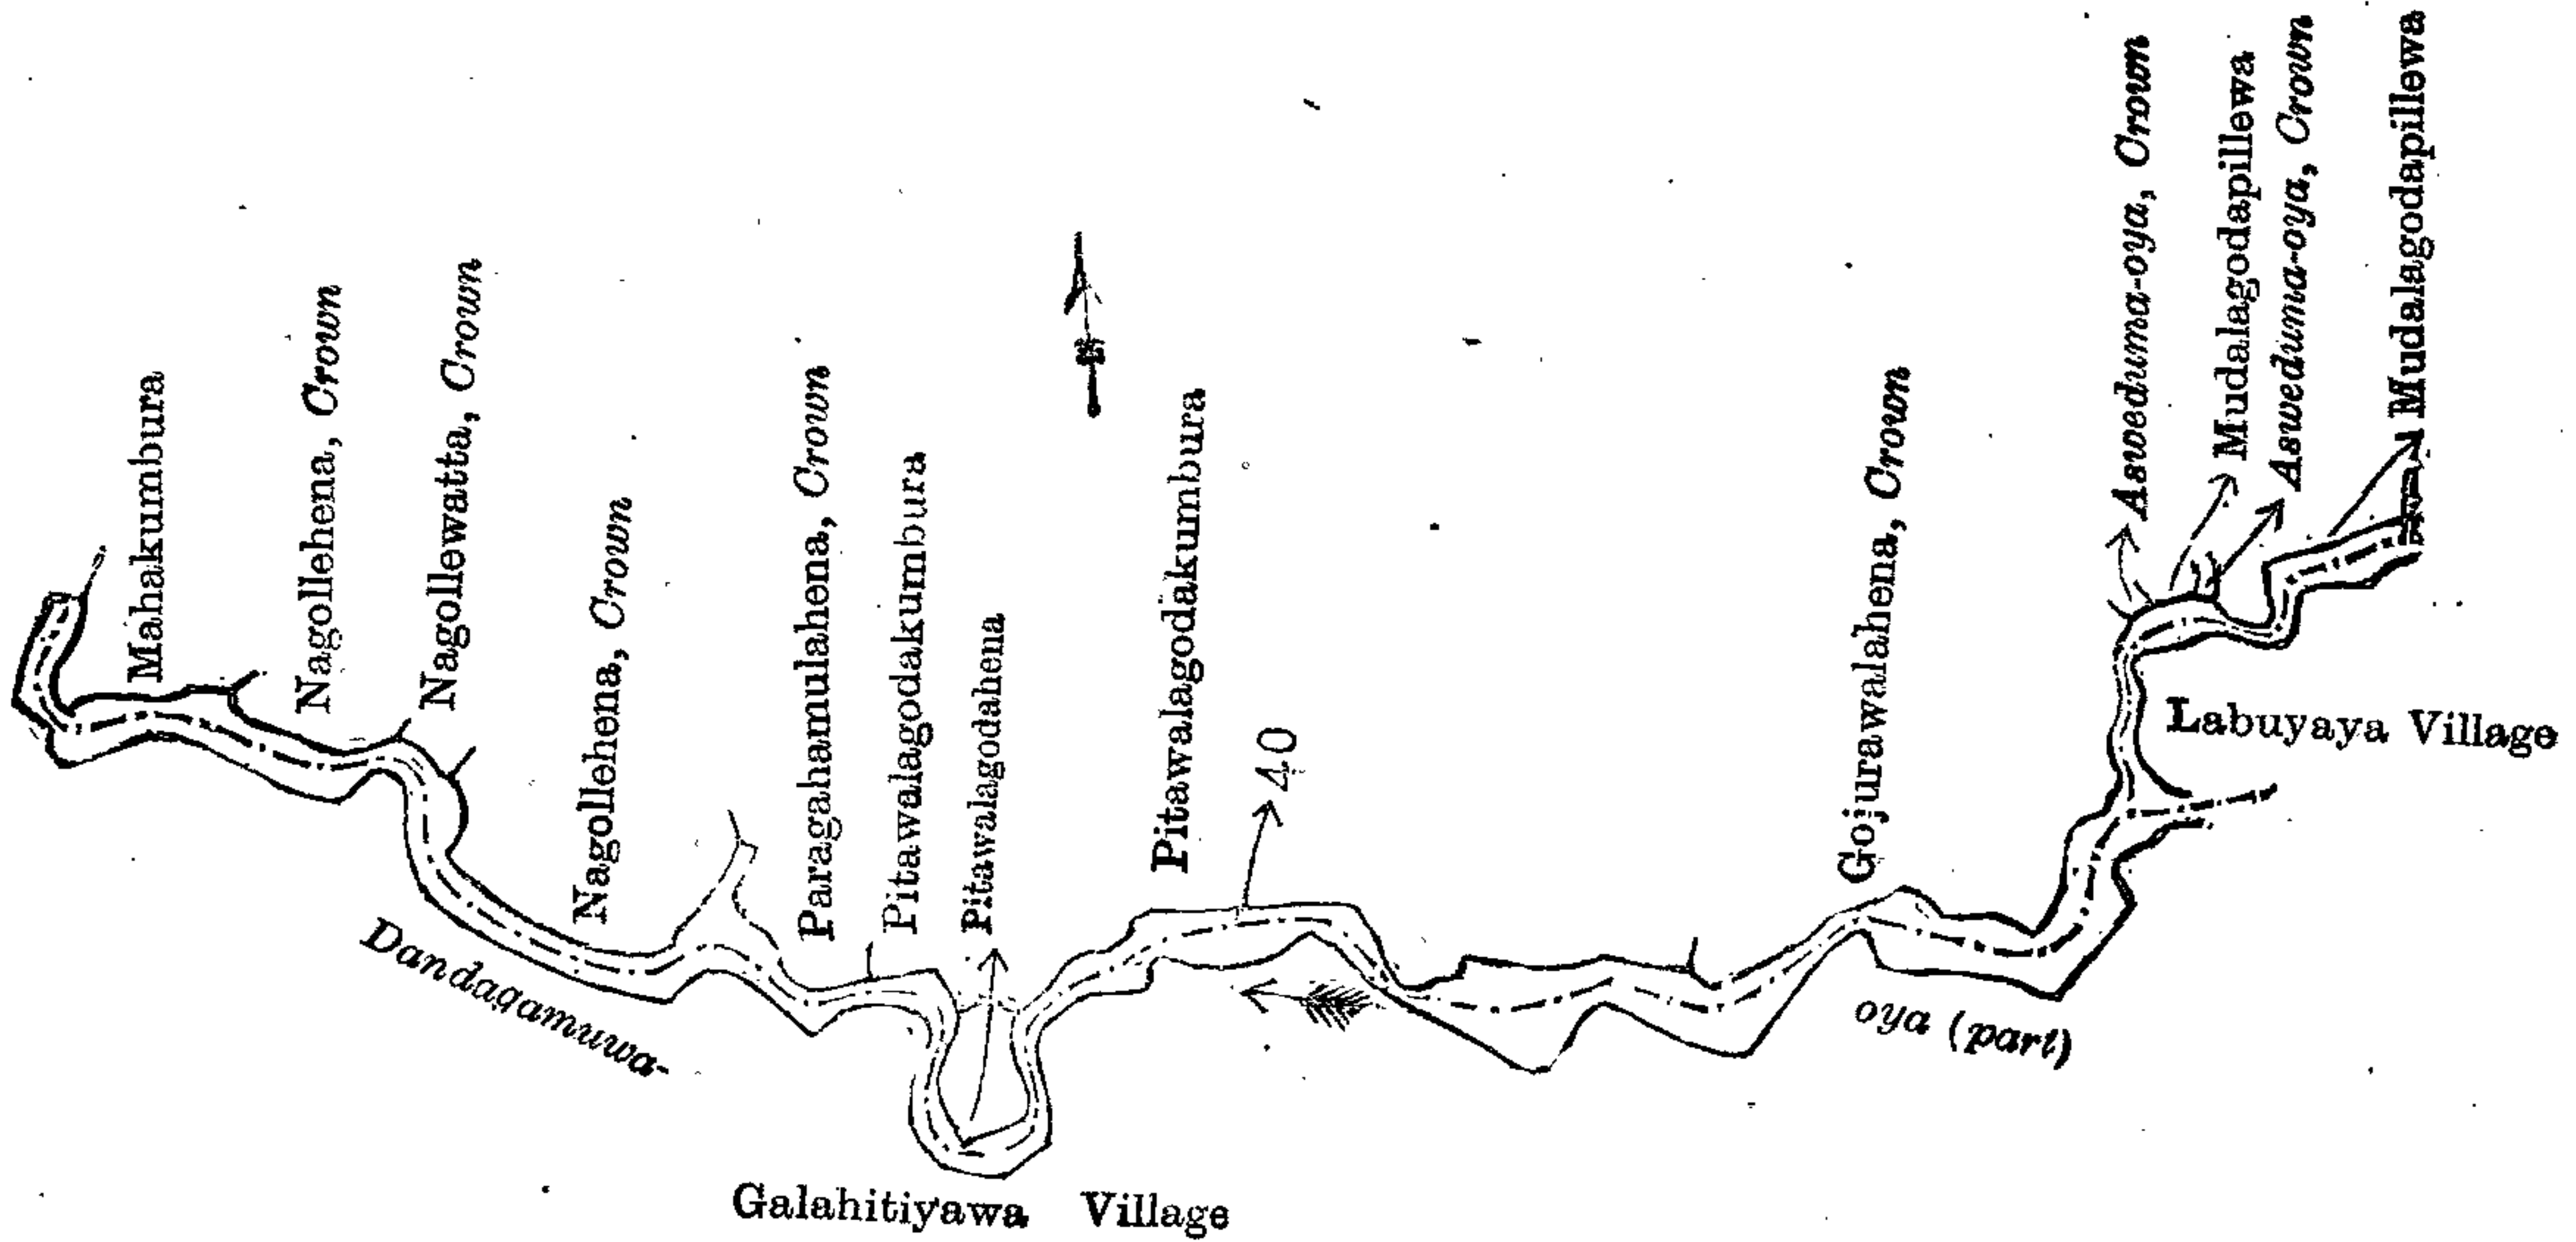 Mahakumbura
Nagollehena, Crown
Nagollewatta, Crown
Nagollehena, Crown
Paragahamulahena, Crown
Pitawalagodakumbura
Pitawalagodahena
Pitawalagodakumbura
40
Gojurawalahena, Crown
Asweduma-oya, Crown
Mudalagodapillewa
Asweduma-oya, Crown
Mudalagodapillewa
Labuyaya Village
Dandagamuwa-
oya (part)
Galahitiyawa Village